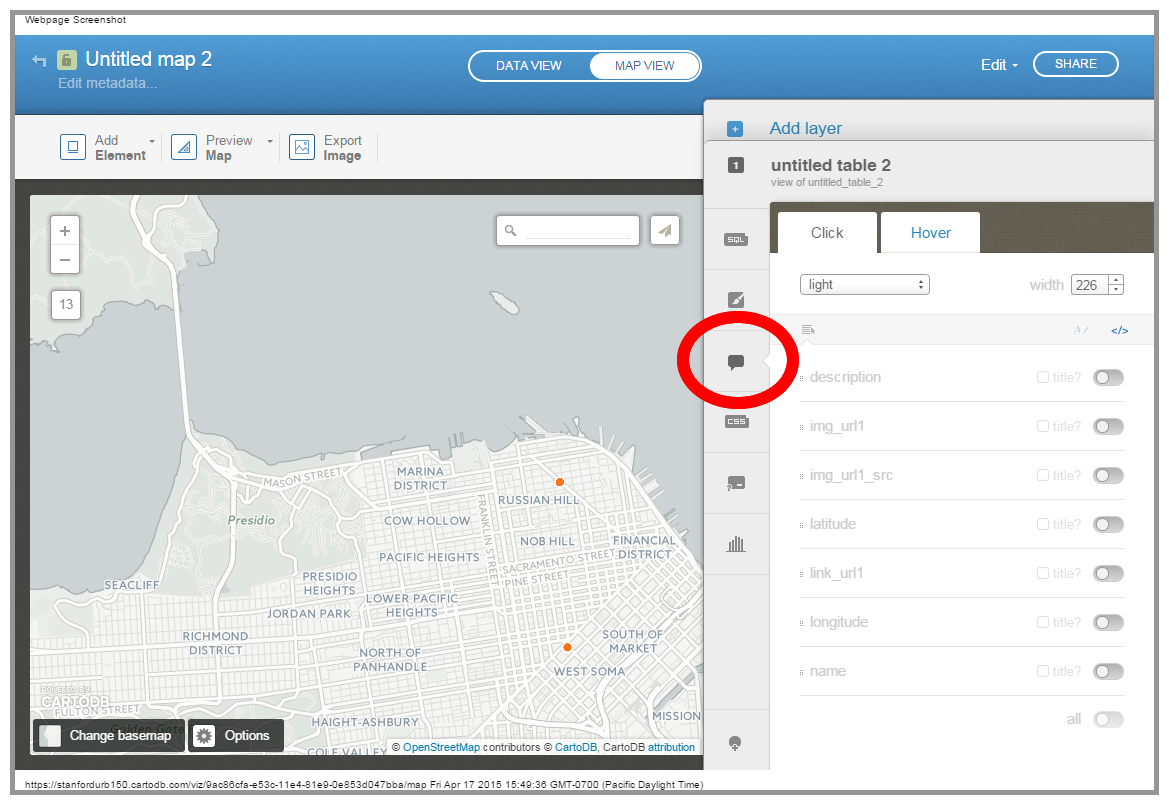 Webpage Screenshot
Untitled map 2
Edit metadata...
DATA VIEW
MAP VIEW
Edit
SHARE
Add
Element
Preview
Map
Export
Image
Add layer
1
untitled table 2
view of untitled_table_2
+
−
13
SQL
Click
Hover
light
width
226
A
</>
description
title?
img_url1
title?
CSS
img_url1_src
title?
latitude
title?
link_url1
title?
longitude
title?
name
title?
all
MASON STREET
MARINA
DISTRICT
RUSSIAN HILL
Presidio
COW HOLLOW
FRANKLIN STREET
NOB HILL
FINANCIAL
DISTRICT
PACIFIC HEIGHTS
SACRAMENTO STREET
PINE STREET
SEACLIFF
PRESIDIO
HEIGHTS
LOWER PACIFIC
HEIGHTS
JORDAN PARK
RICHMOND
DISTRICT
SOUTH OF
MARKET
NORTH OF
PANHANDLE
WEST SOMA
POWERED BY
CARTODB
FULTON STREET
HAIGHT-ASHBURY
MISSION
Golden Gate
Change basemap
Options
COLE VALLEY
© OpenStreetMap contributors © CartoDB, CartoDB attribution
https://stanfordurb150.cartodb.com/viz/9ac86cfa-e53c-11e4-81e9-0e853d047bba/map Fri Apr 17 2015 15:49:36 GMT-0700 (Pacific Daylight Time)